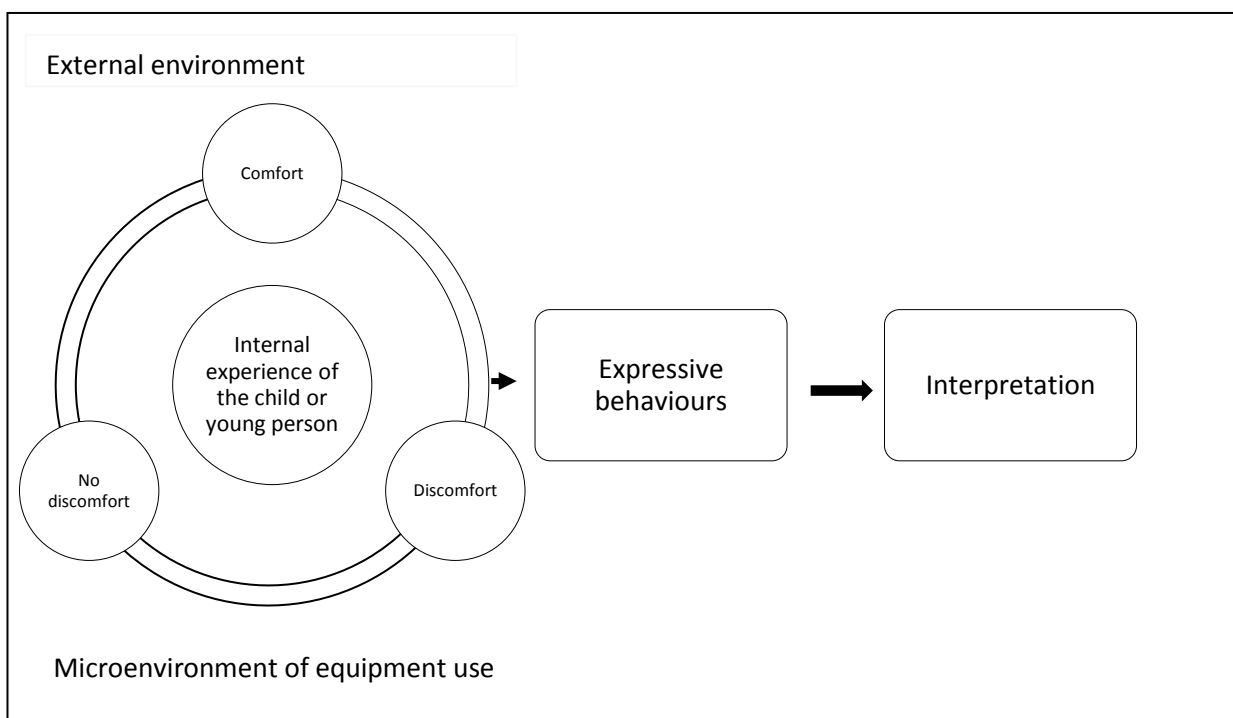 External environment
Comfort
Internal
experience of
the child or
young person
Expressive
behaviours
Interpretation
No
discomfort
Discomfort
Microenvironment of equipment use